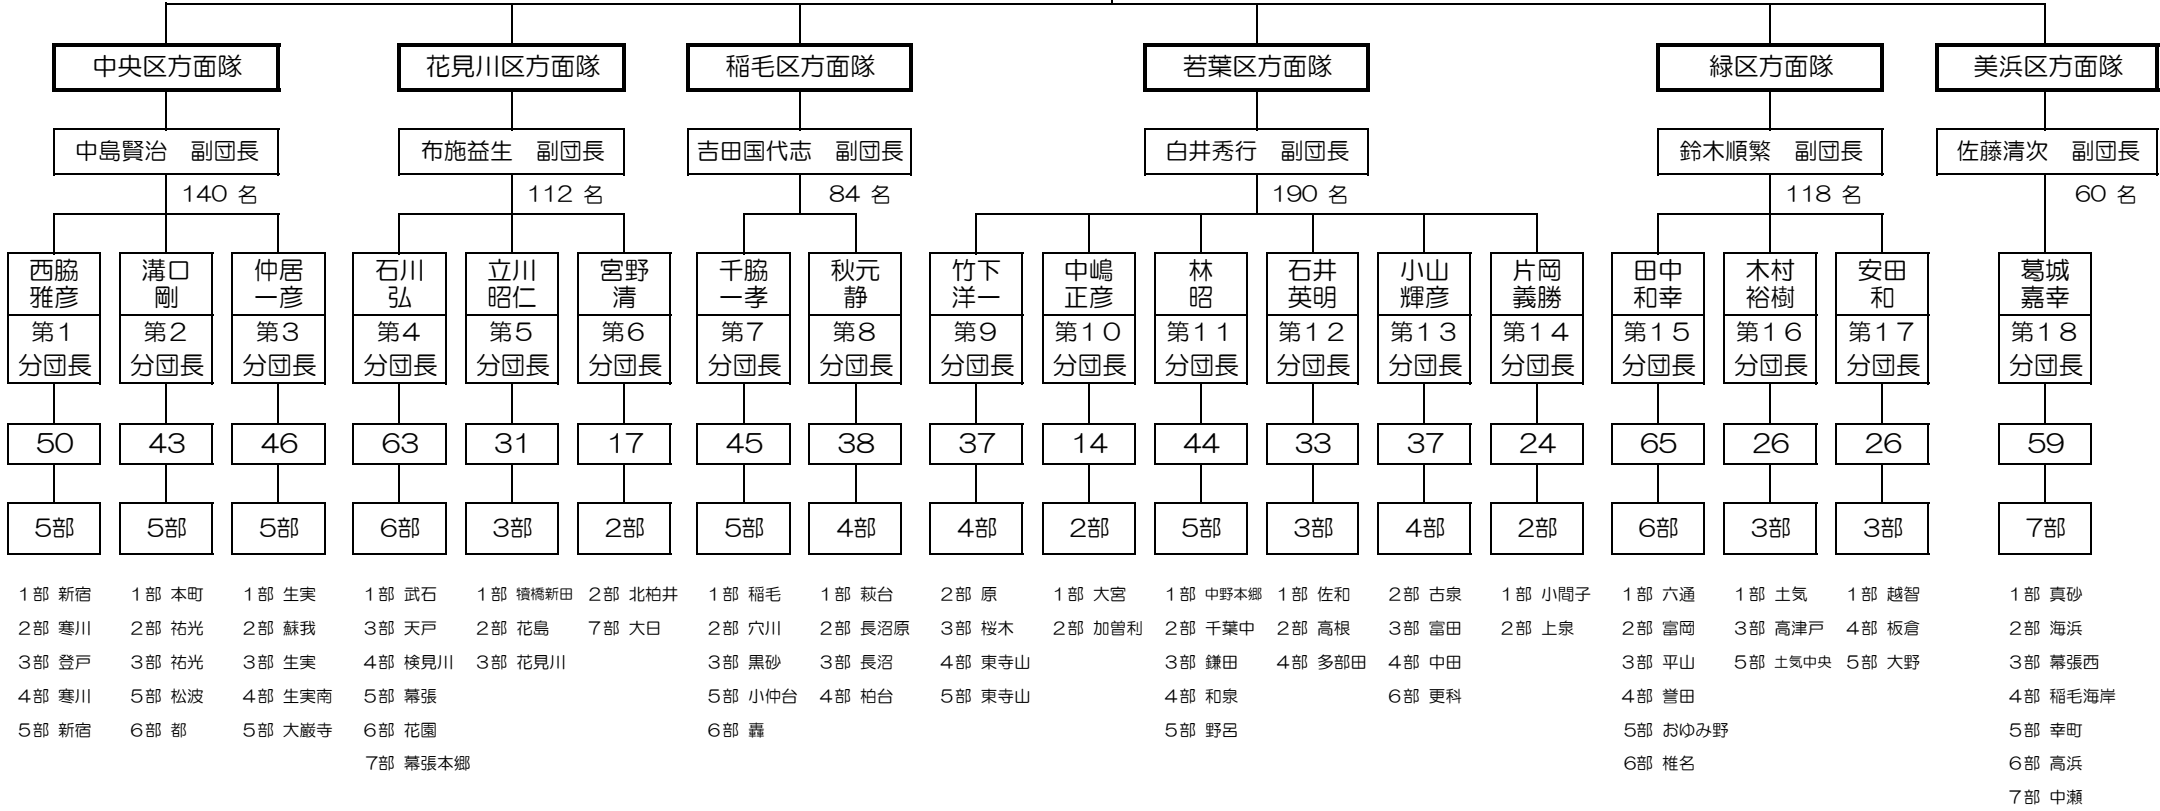 中央区方面隊
花見川区方面隊
稲毛区方面隊
若葉区方面隊
緑区方面隊
美浜区方面隊
中島賢治　副団長
布施益生　副団長
吉田国代志　副団長
白井秀行　副団長
鈴木順繁　副団長
佐藤清次　副団長
140 名
112 名
84 名
190 名
118 名
60 名
西脇
雅彦
第１
分団長
50
5部
1部 新宿
2部 寒川
3部 登戸
4部 寒川
5部 新宿
溝口
剛
第２
分団長
43
5部
1部 本町
2部 祐光
3部 祐光
5部 松波
6部 都
仲居
一彦
第３
分団長
46
5部
1部 生実
2部 蘇我
3部 生実
4部 生実南
5部 大巌寺
石川
弘
第４
分団長
63
6部
1部 武石
3部 天戸
4部 検見川
5部 幕張
6部 花園
7部 幕張本郷
立川
昭仁
第５
分団長
31
3部
1部 犢橋新田
2部 花島
3部 花見川
宮野
清
第６
分団長
17
2部
2部 北柏井
7部 大日
千脇
一孝
第７
分団長
45
5部
1部 稲毛
2部 穴川
3部 黒砂
5部 小仲台
6部 轟
秋元
静
第８
分団長
38
4部
1部 萩台
2部 長沼原
3部 長沼
4部 柏台
竹下
洋一
第９
分団長
37
4部
2部 原
3部 桜木
4部 東寺山
5部 東寺山
中嶋
正彦
第１０
分団長
14
2部
1部 大宮
2部 加曽利
林
昭
第１１
分団長
44
5部
1部 中野本郷
2部 千葉中
3部 鎌田
4部 和泉
5部 野呂
石井
英明
第１２
分団長
33
3部
1部 佐和
2部 高根
4部 多部田
小山
輝彦
第１３
分団長
37
4部
2部 古泉
3部 富田
4部 中田
6部 更科
片岡
義勝
第１４
分団長
24
2部
1部 小間子
2部 上泉
田中
和幸
第１５
分団長
65
6部
1部 六通
2部 富岡
3部 平山
4部 誉田
5部 おゆみ野
6部 椎名
木村
裕樹
第１６
分団長
26
3部
1部 土気
3部 高津戸
5部 土気中央
安田
和
第１７
分団長
26
3部
1部 越智
4部 板倉
5部 大野
葛城
嘉幸
第１８
分団長
59
7部
1部 真砂
2部 海浜
3部 幕張西
4部 稲毛海岸
5部 幸町
6部 高浜
7部 中瀬